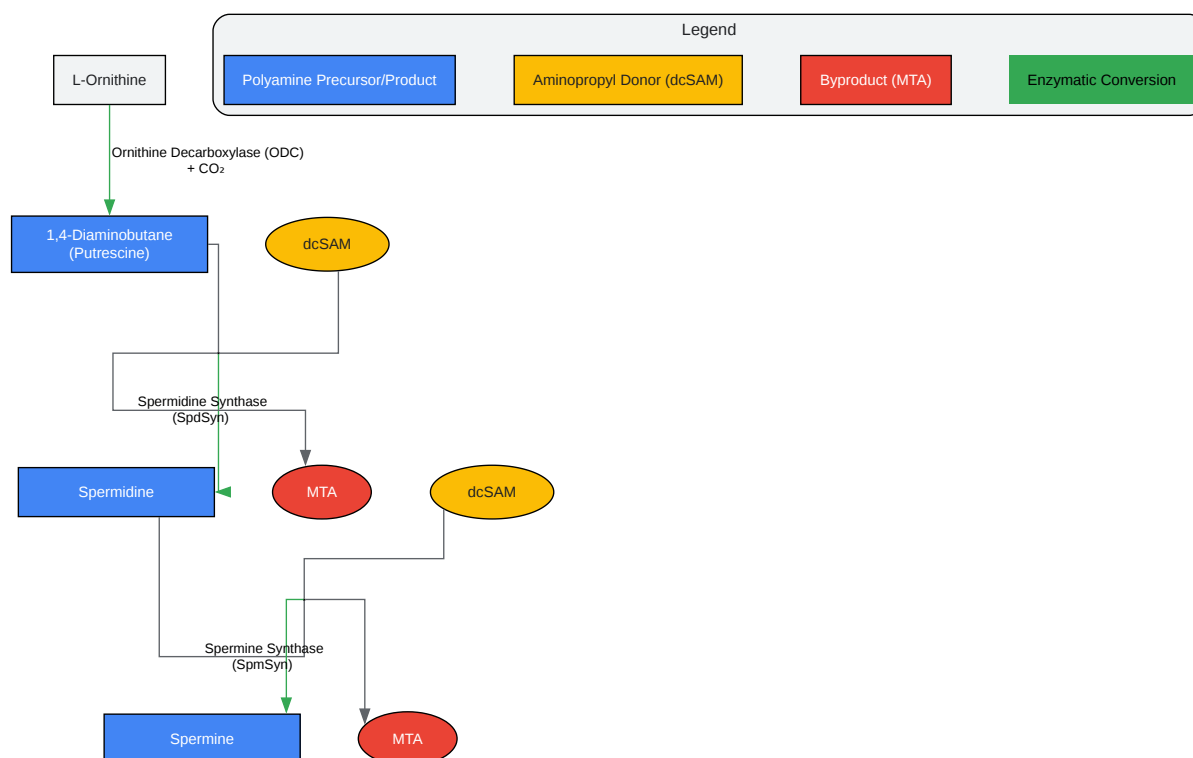 Legend
L-Ornithine
Polyamine Precursor/Product
Aminopropyl Donor (dcSAM)
Byproduct (MTA)
Enzymatic Conversion
Ornithine Decarboxylase (ODC)
+ CO₂
1,4-Diaminobutane
(Putrescine)
dcSAM
Spermidine Synthase
(SpdSyn)
Spermidine
MTA
dcSAM
Spermine Synthase
(SpmSyn)
Spermine
MTA